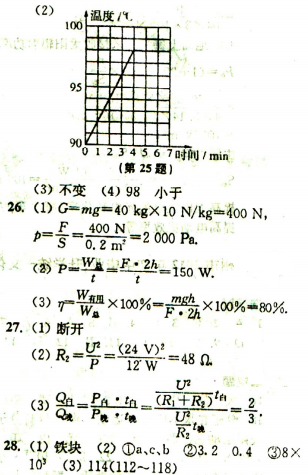 (2)
温度/℃
100
95
90
0 1 2 3 4 5 6 7 时间/min
(第25题)
(3) 不变 (4) 98 小于
26. (1) G=mg=40 kg×10 N/kg=400 N,
p=F/S=400 N/0.2 m²=2 000 Pa.
(2) P=W总/t=F·2h/t=150 W.
(3) η=W有用/W总×100%=mgh/F·2h×100%=80%.
27. (1) 断开
(2) R₂=U²/P=(24 V)²/12 W=48 Ω.
(3) Q白/Q晚=P白·t白/P晚·t晚=U²/(R₁+R₂) t白/U²/R₂ t晚=2/3.
28. (1) 铁块 (2) ①a、c、b ②3.2 0.4 ③8×
10³ (3) 114(112~118)